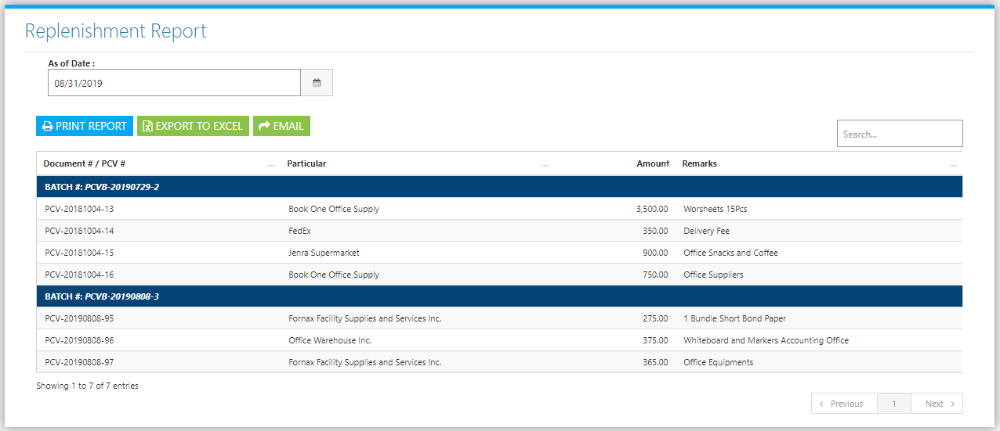 Replenishment Report
As of Date :
08/31/2019
PRINT REPORT EXPORT TO EXCEL EMAIL
Search...
Document # / PCV # Particular Amount Remarks
BATCH #: PCVB-20190729-2
PCV-20181004-13 Book One Office Supply 3,500.00 Worsheets 15Pcs
PCV-20181004-14 FedEx 350.00 Delivery Fee
PCV-20181004-15 Jenra Supermarket 900.00 Office Snacks and Coffee
PCV-20181004-16 Book One Office Supply 750.00 Office Suppliers
BATCH #: PCVB-20190808-3
PCV-20190808-95 Fornax Facility Supplies and Services Inc. 275.00 1 Bundle Short Bond Paper
PCV-20190808-96 Office Warehouse Inc. 375.00 Whiteboard and Markers Accounting Office
PCV-20190808-97 Fornax Facility Supplies and Services Inc. 365.00 Office Equipments
Showing 1 to 7 of 7 entries
‹ Previous 1 Next ›